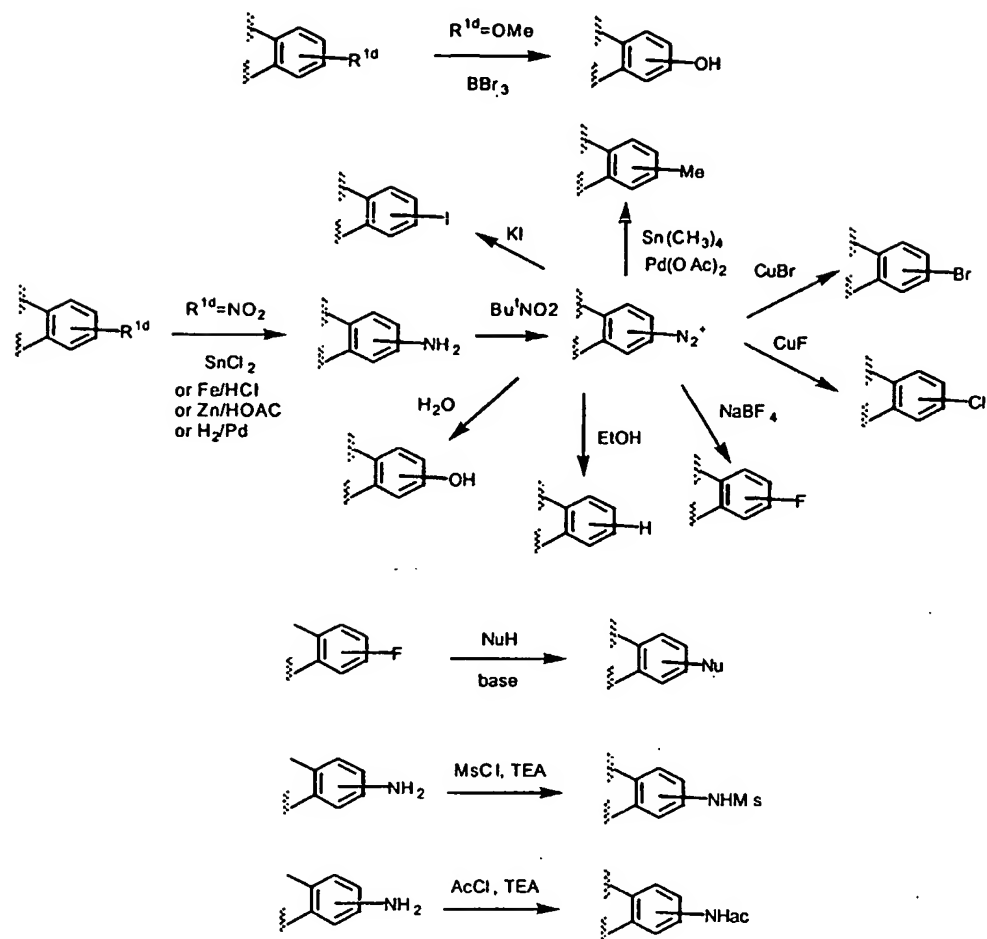 R1d=OMe
R1d
BBr3
OH
Me
I
KI
Sn(CH3)4
Pd(OAc)2
CuBr
Br
R1d=NO2
R1d
SnCl2
or Fe/HCl
or Zn/HOAC
or H2/Pd
NH2
ButNO2
N2+
CuF
Cl
H2O
OH
EtOH
H
NaBF4
F
F
NuH
base
Nu
NH2
MsCl, TEA
NHMs
NH2
AcCl, TEA
NHac